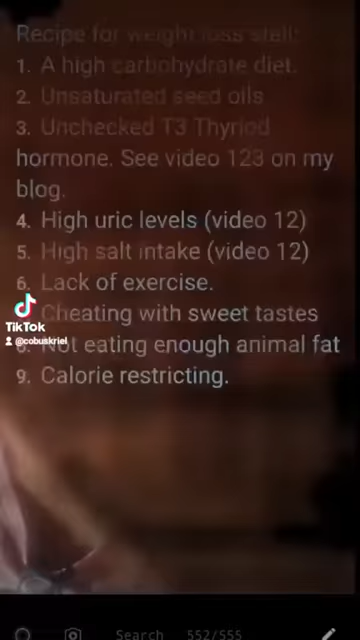 Recipe for weight loss stall:
1. A high carbohydrate diet.
2. Unsaturated seed oils
3. Unchecked T3 Thyriod
hormone. See video 123 on my
blog.
4. High uric levels (video 12)
5. High salt intake (video 12)
6. Lack of exercise.
Cheating with sweet tastes
8. Not eating enough animal fat
9. Calorie restricting.
TikTok
@cobuskriel
Search 552/555